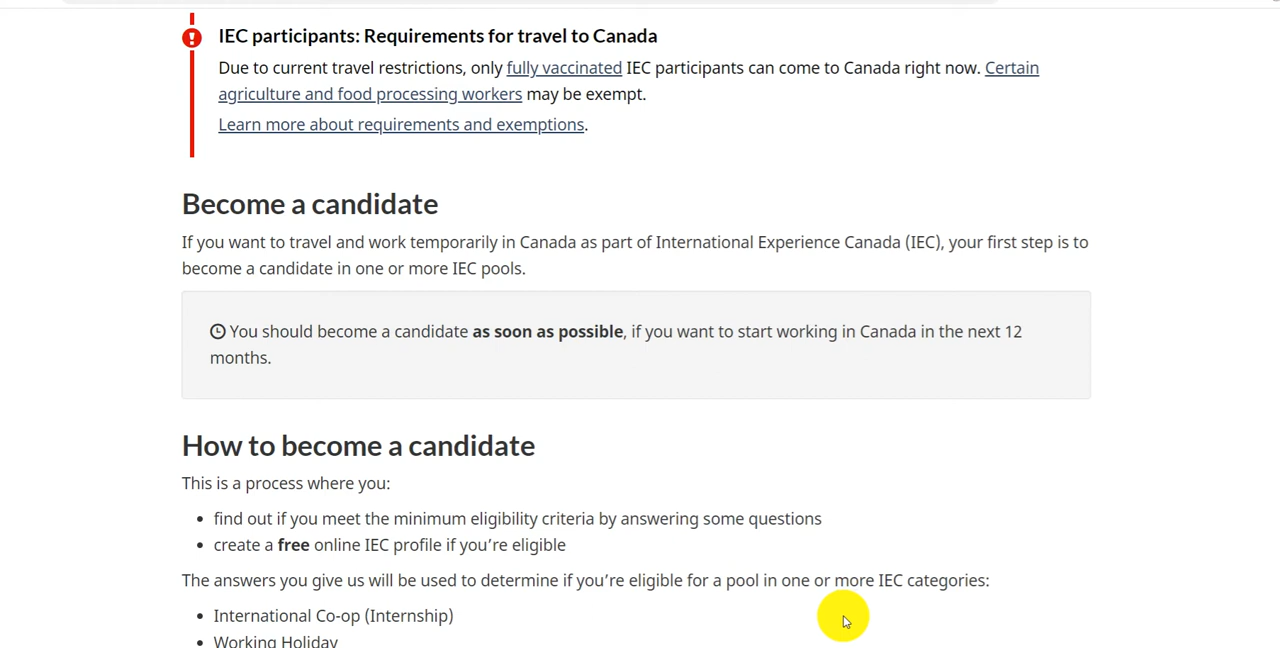 IEC participants: Requirements for travel to Canada
Due to current travel restrictions, only fully vaccinated IEC participants can come to Canada right now. Certain
agriculture and food processing workers may be exempt.
Learn more about requirements and exemptions.
Become a candidate
If you want to travel and work temporarily in Canada as part of International Experience Canada (IEC), your first step is to
become a candidate in one or more IEC pools.
You should become a candidate as soon as possible, if you want to start working in Canada in the next 12
months.
How to become a candidate
This is a process where you:
• find out if you meet the minimum eligibility criteria by answering some questions
• create a free online IEC profile if you’re eligible
The answers you give us will be used to determine if you’re eligible for a pool in one or more IEC categories:
• International Co-op (Internship)
• Working Holiday